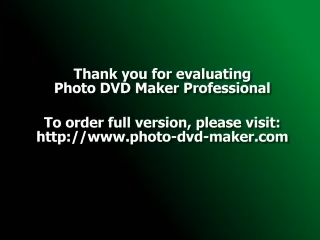 Thank you for evaluating
Photo DVD Maker Professional
To order full version, please visit:
http://www.photo-dvd-maker.com